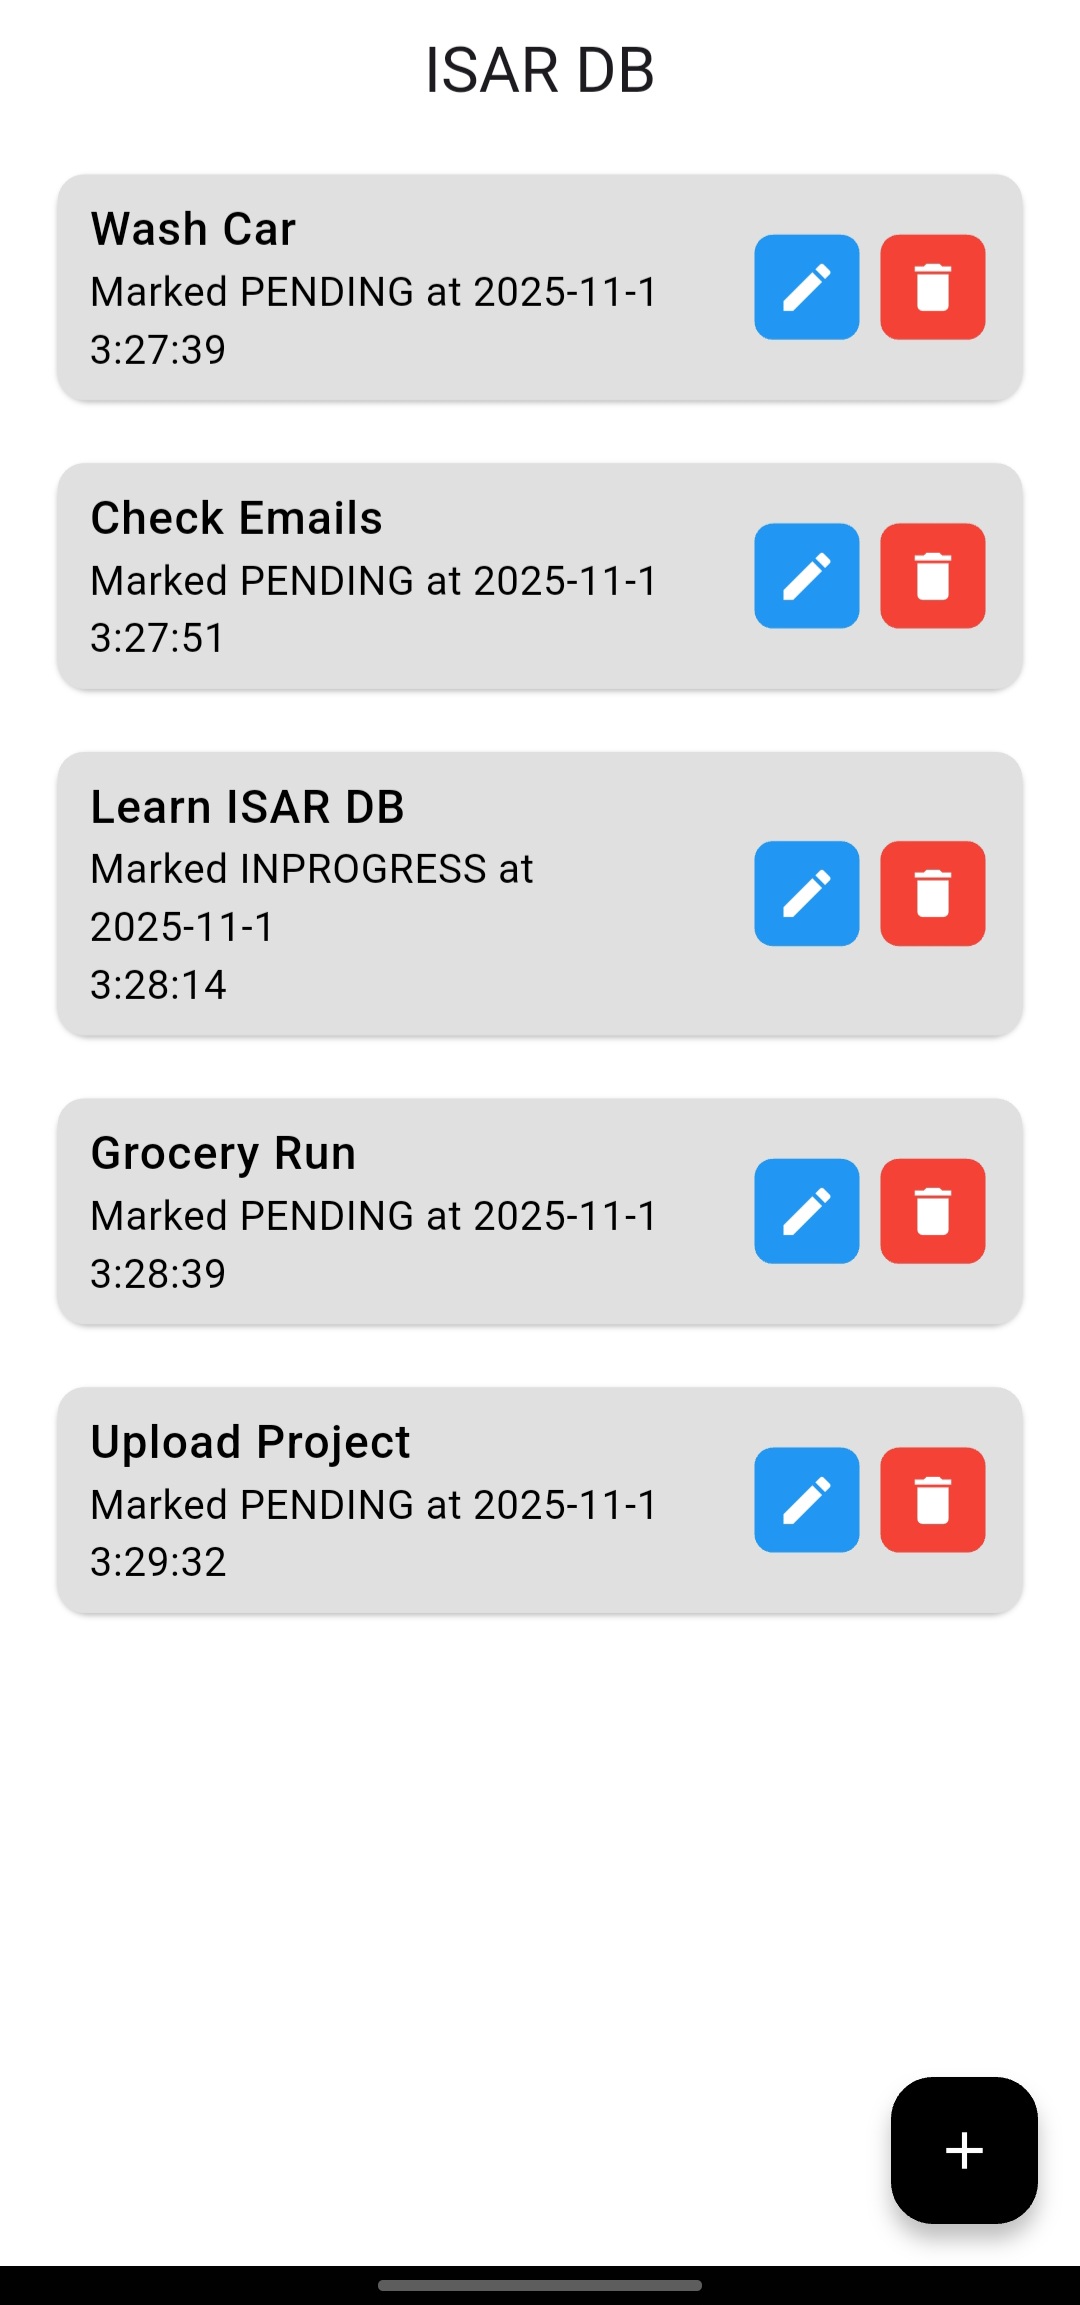 ISAR DB
Wash Car
Marked PENDING at 2025-11-1
3:27:39
Check Emails
Marked PENDING at 2025-11-1
3:27:51
Learn ISAR DB
Marked INPROGRESS at
2025-11-1
3:28:14
Grocery Run
Marked PENDING at 2025-11-1
3:28:39
Upload Project
Marked PENDING at 2025-11-1
3:29:32